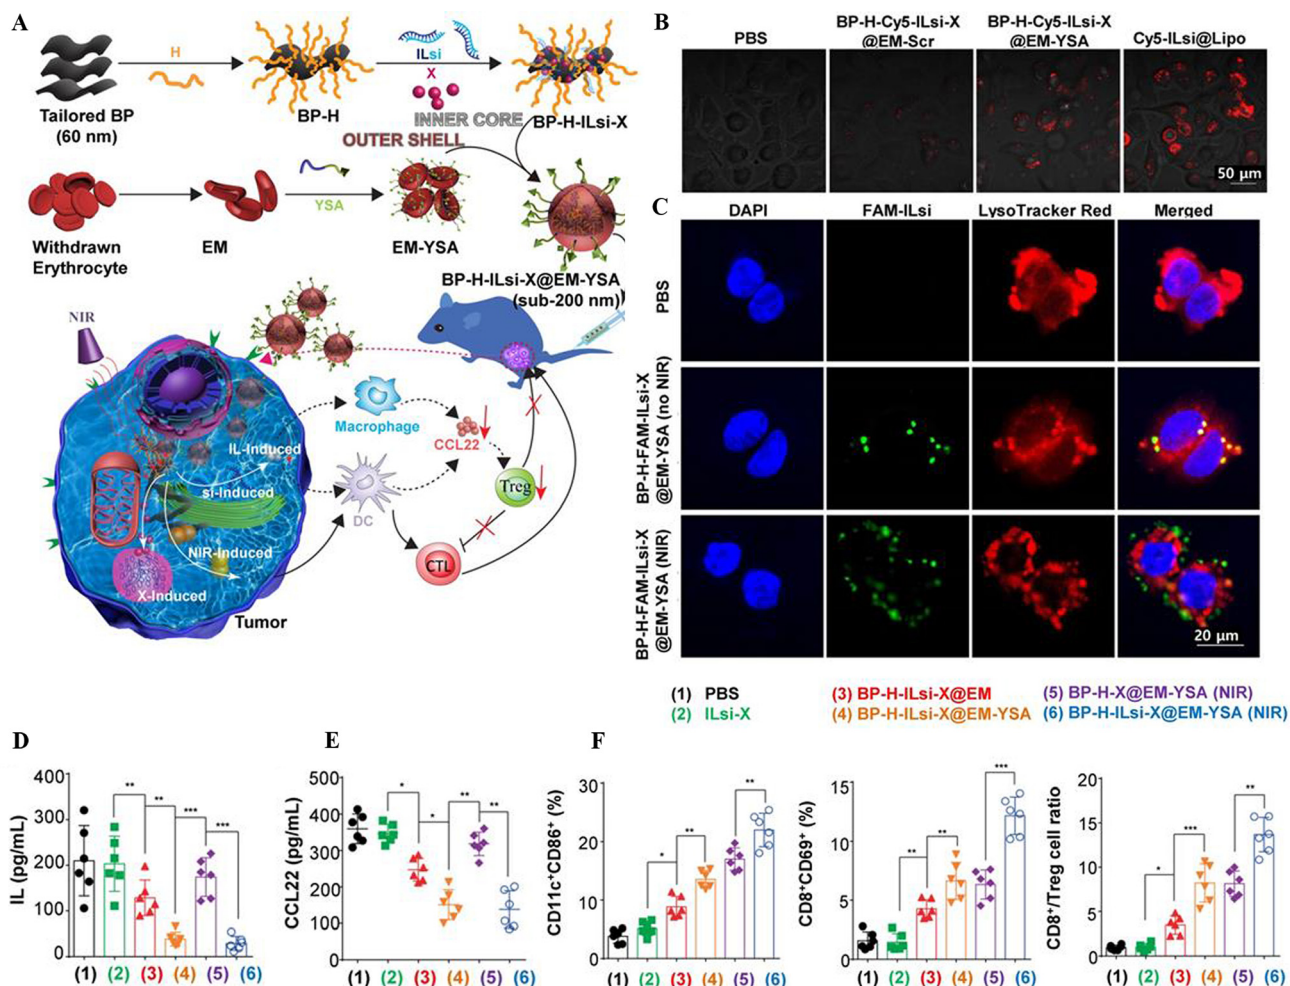 A
H
ILsi
X
Tailored BP
(60 nm)
BP-H
INNER CORE
BP-H-ILsi-X
OUTER SHELL
YSA
Withdrawn
Erythrocyte
EM
EM-YSA
BP-H-ILsi-X@EM-YSA
(sub-200 nm)
NIR
Macrophage
CCL22
IL-Induced
si-Induced
Treg
DC
NIR-Induced
CTL
X-Induced
Tumor
B
PBS
BP-H-Cy5-ILsi-X
@EM-Scr
BP-H-Cy5-ILsi-X
@EM-YSA
Cy5-ILsi@Lipo
50 µm
C
DAPI
FAM-ILsi
LysoTracker Red
Merged
PBS
BP-H-FAM-ILsi-X
@EM-YSA (no NIR)
BP-H-FAM-ILsi-X
@EM-YSA (NIR)
20 µm
(1) PBS
(2) ILsi-X
(3) BP-H-ILsi-X@EM
(4) BP-H-ILsi-X@EM-YSA
(5) BP-H-X@EM-YSA (NIR)
(6) BP-H-ILsi-X@EM-YSA (NIR)
D
IL (pg/mL)
400
300
200
100
0
**
**
***
***
(1) (2) (3) (4) (5) (6)
E
CCL22 (pg/mL)
500
400
300
200
100
0
*
*
**
**
(1) (2) (3) (4) (5) (6)
F
CD11c⁺CD86⁺ (%)
30
20
10
0
*
**
**
(1) (2) (3) (4) (5) (6)
CD8⁺CD69⁺ (%)
15
10
5
0
**
**
***
(1) (2) (3) (4) (5) (6)
CD8⁺/Treg cell ratio
20
15
10
5
0
*
***
**
(1) (2) (3) (4) (5) (6)